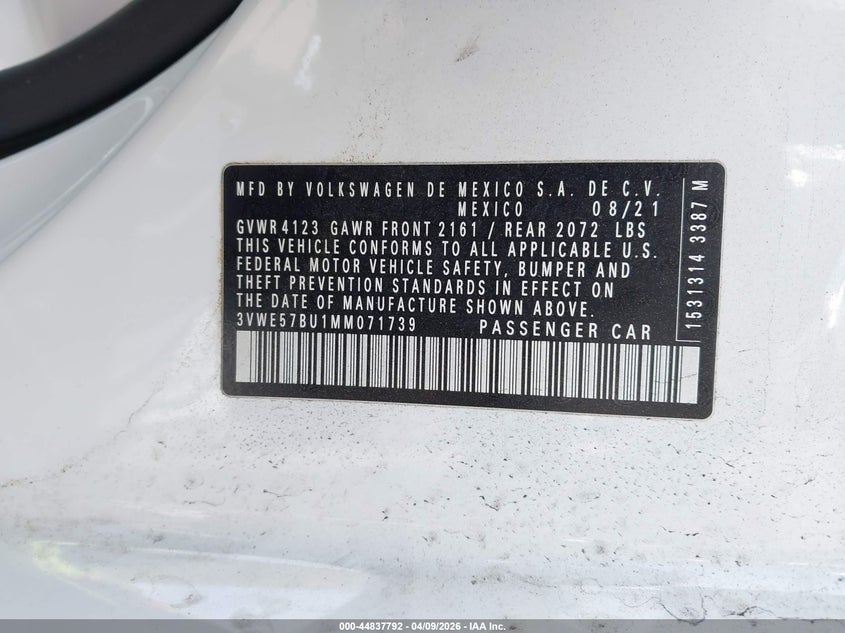 MFD BY VOLKSWAGEN DE MEXICO S.A. DE C.V.
MEXICO 08/21
GVWR 4123 GAWR FRONT 2161 / REAR 2072 LBS
THIS VEHICLE CONFORMS TO ALL APPLICABLE U.S.
FEDERAL MOTOR VEHICLE SAFETY, BUMPER AND
THEFT PREVENTION STANDARDS IN EFFECT ON
THE DATE OF MANUFACTURE SHOWN ABOVE.
3VWE57BU1MM071739 PASSENGER CAR
1531314 3387 M
000-44837792 - 04/09/2026 - IAA Inc.